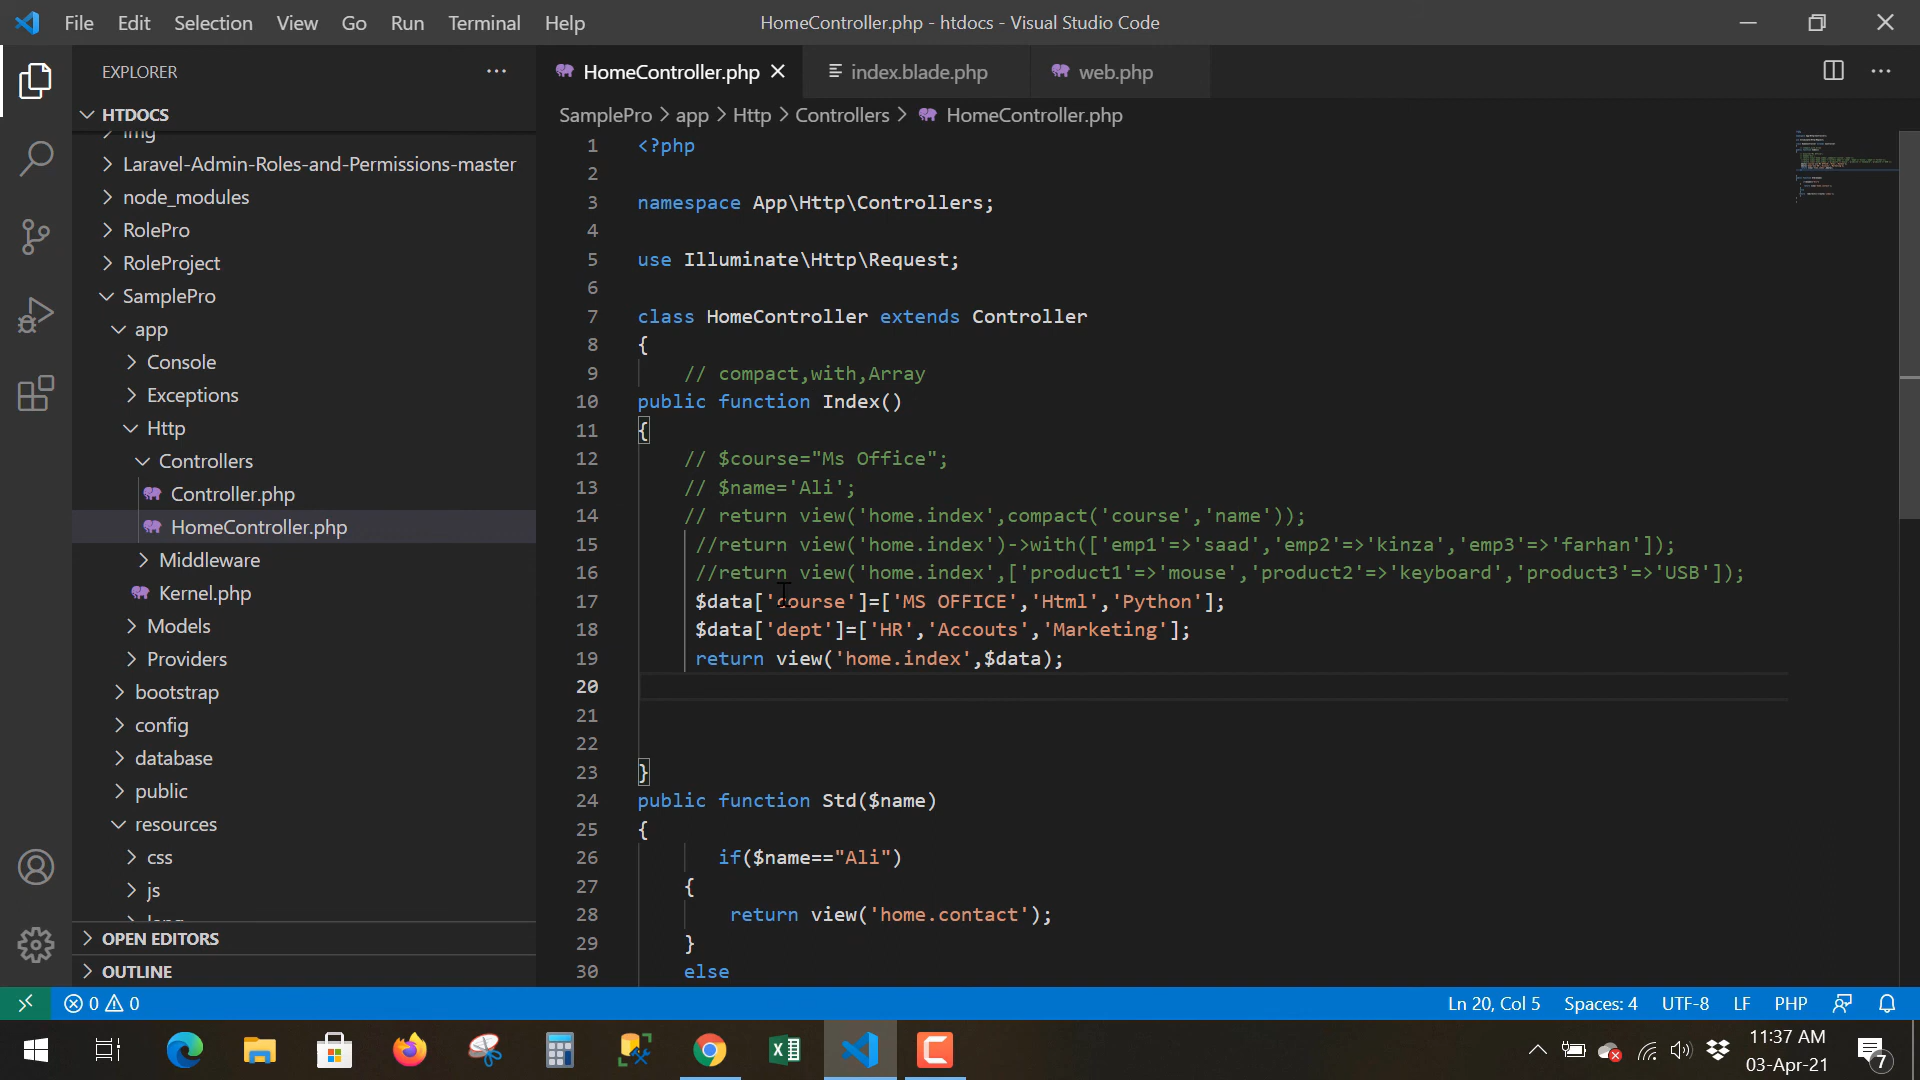 File Edit Selection View Go Run Terminal Help HomeController.php - htdocs - Visual Studio Code
EXPLORER
HTDOCS
img
Laravel-Admin-Roles-and-Permissions-master
node_modules
RolePro
RoleProject
SamplePro
app
Console
Exceptions
Http
Controllers
Controller.php
HomeController.php
Middleware
Kernel.php
Models
Providers
bootstrap
config
database
public
resources
css
js
lang
OPEN EDITORS
OUTLINE
HomeController.php index.blade.php web.php
SamplePro > app > Http > Controllers > HomeController.php
1 <?php
2
3 namespace App\Http\Controllers;
4
5 use Illuminate\Http\Request;
6
7 class HomeController extends Controller
8 {
9 // compact,with,Array
10 public function Index()
11 {
12 // $course="Ms Office";
13 // $name='Ali';
14 // return view('home.index',compact('course','name'));
15 //return view('home.index')->with(['emp1'=>'saad','emp2'=>'kinza','emp3'=>'farhan']);
16 //return view('home.index',['product1'=>'mouse','product2'=>'keyboard','product3'=>'USB']);
17 $data['course']=['MS OFFICE','Html','Python'];
18 $data['dept']=['HR','Accouts','Marketing'];
19 return view('home.index',$data);
20
21
22
23 }
24 public function Std($name)
25 {
26 if($name=="Ali")
27 {
28 return view('home.contact');
29 }
30 else
0 0 Ln 20, Col 5 Spaces: 4 UTF-8 LF PHP
11:37 AM
03-Apr-21
7